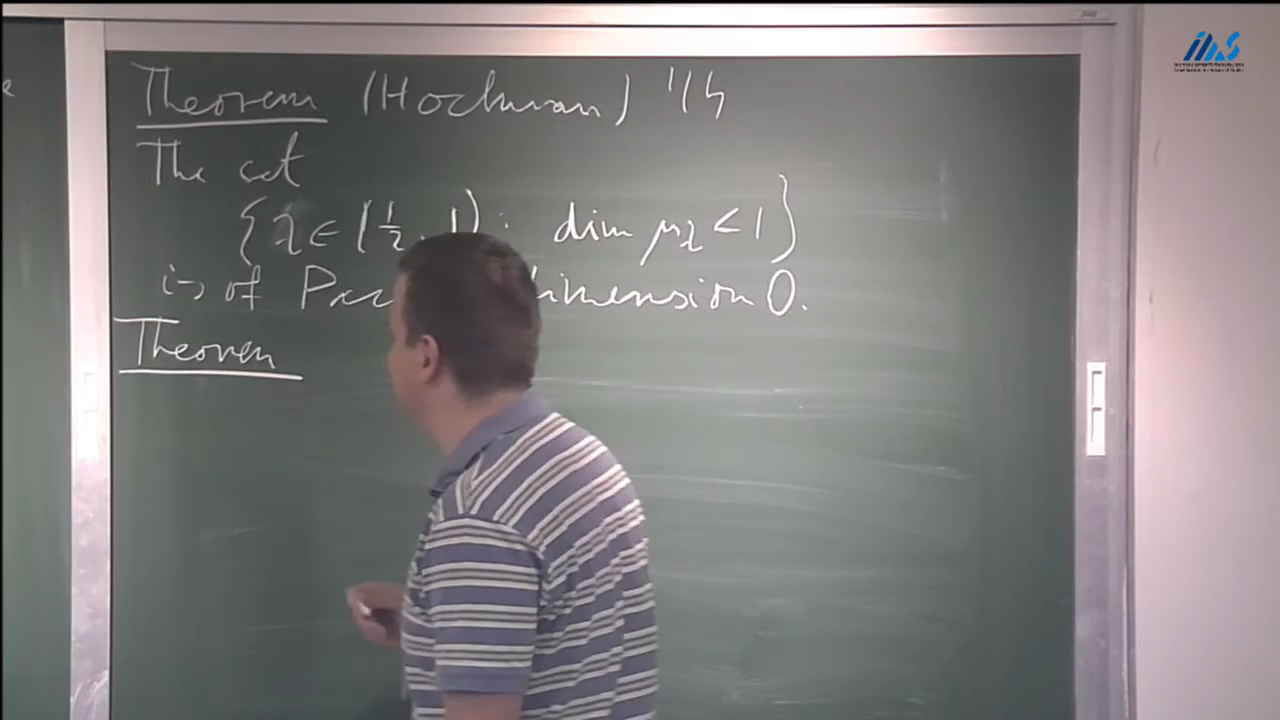 Theorem (Hochman) '14
The set
{λ ∈ (1/2, 1) : dim μλ < 1}
is of Pac dimension 0.
Theorem